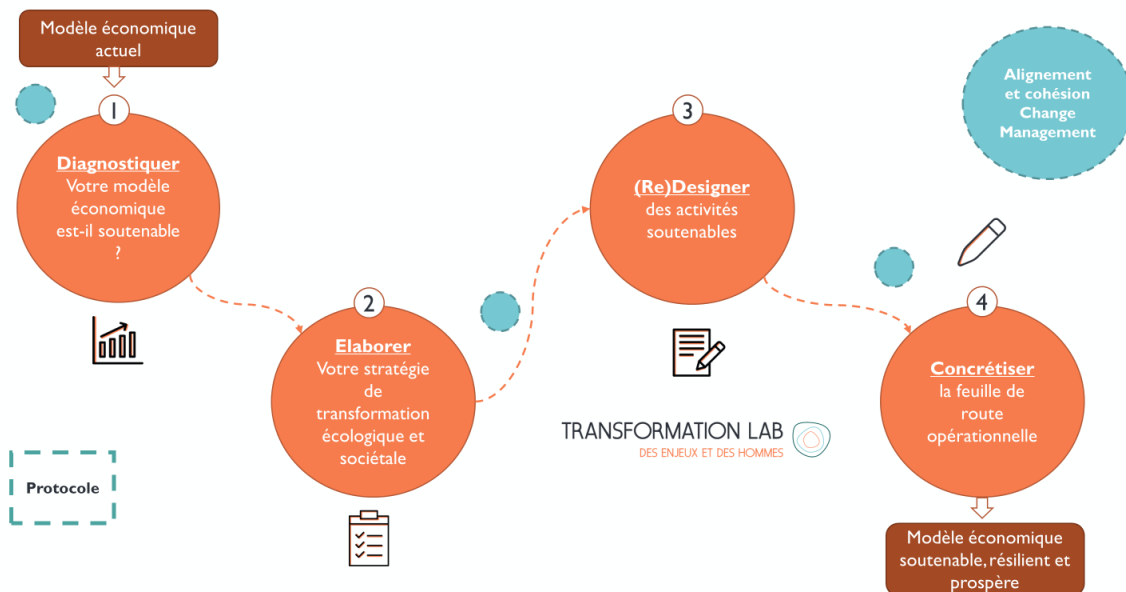 Modèle économique
actuel
1
Diagnostiquer
Votre modèle
économique
est-il soutenable
?
2
Elaborer
Votre stratégie
de
transformation
écologique et
sociétale
3
(Re)Designer
des activités
soutenables
Alignement
et cohésion
Change
Management
4
Concrétiser
la feuille de
route
opérationnelle
TRANSFORMATION LAB
DES ENJEUX ET DES HOMMES
Protocole
Modèle économique
soutenable, résilient et
prospère